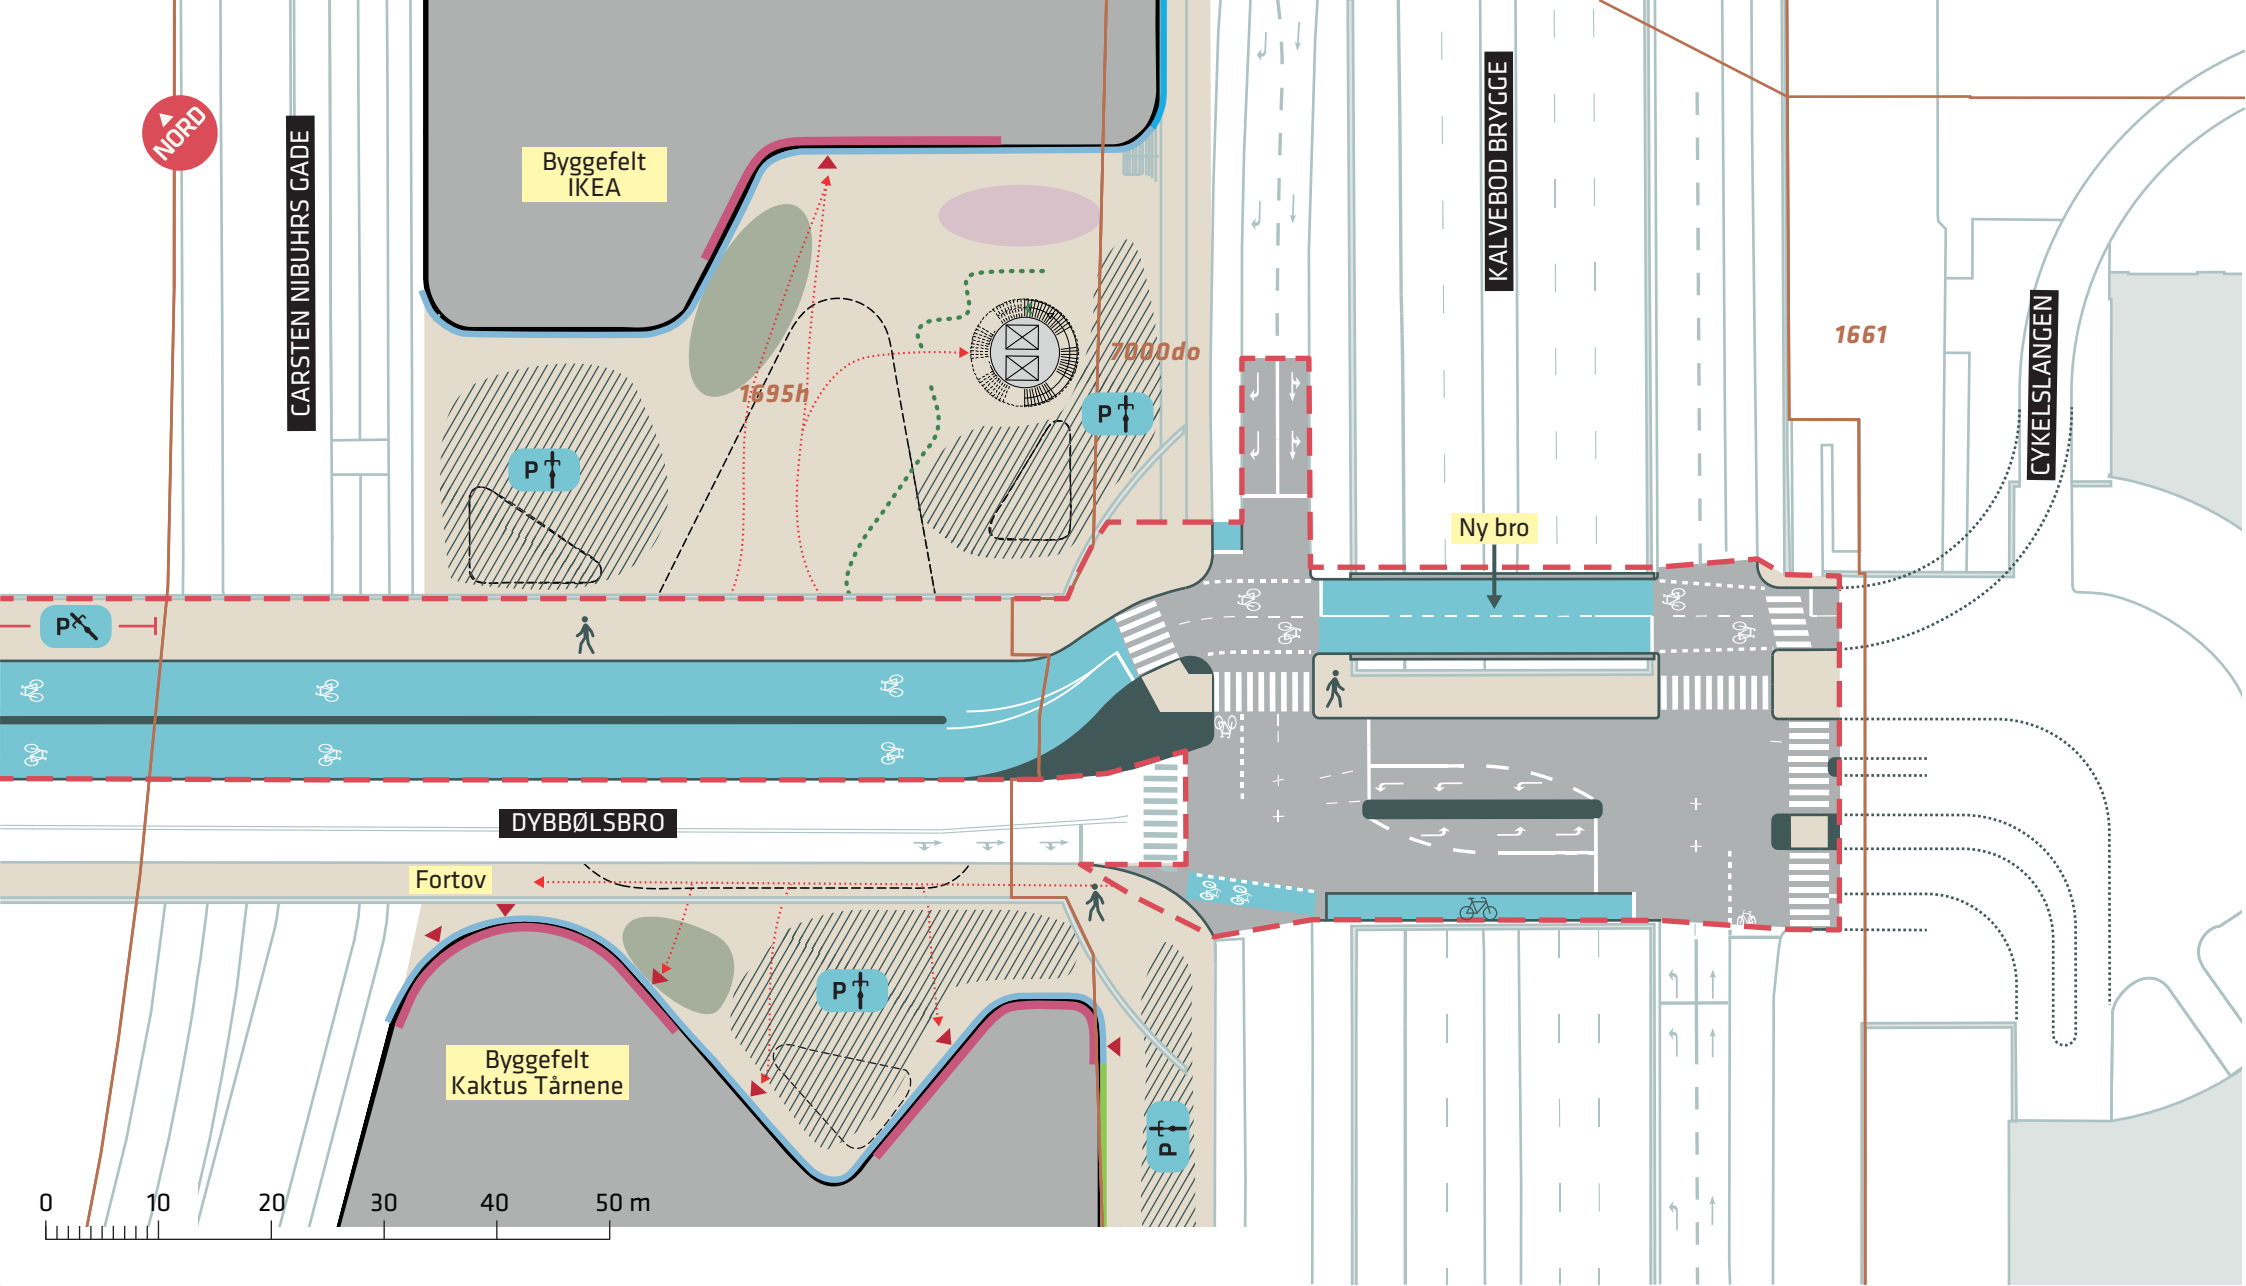 NORD
CARSTEN NIBUHRS GADE
Byggefelt
IKEA
KALVEBOD BRYGGE
CYKELSLANGEN
1661
7000do
1695h
P
P
Ny bro
P
DYBBØLSBRO
Fortov
P
Byggefelt
Kaktus Tårnene
P
0 10 20 30 40 50 m